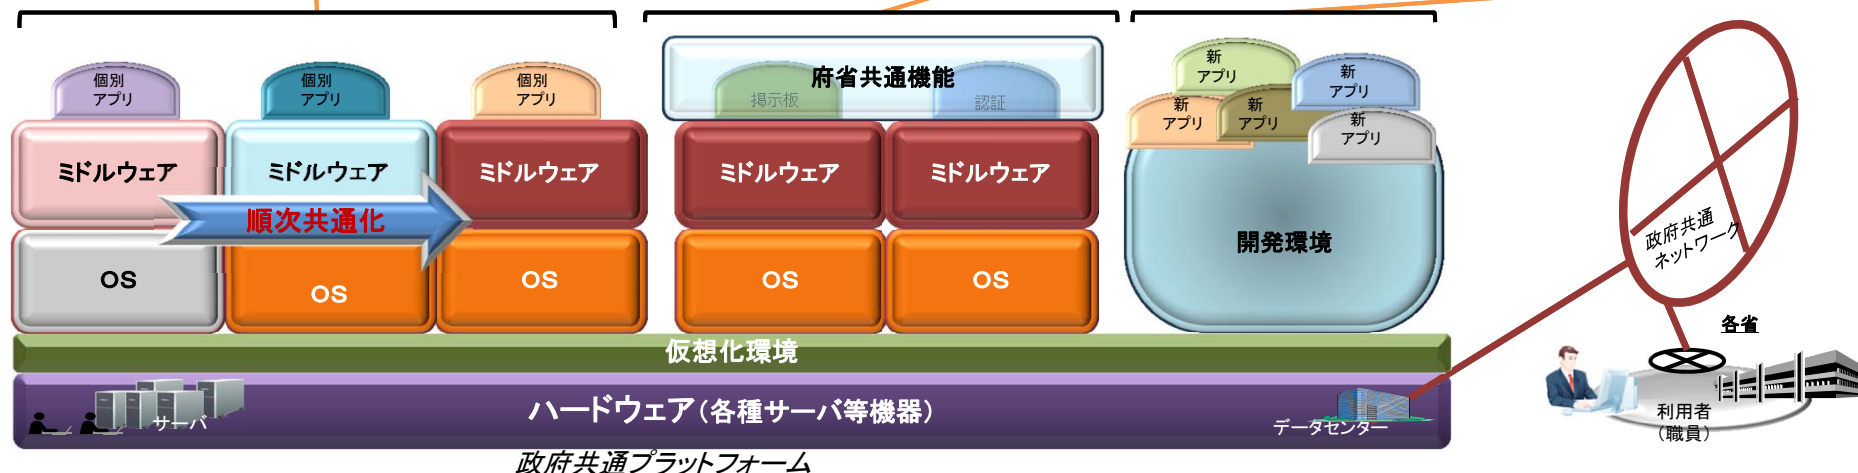 個別
アプリ
個別
アプリ
個別
アプリ
府省共通機能
掲示板
認証
新
アプリ
新
アプリ
新
アプリ
新
アプリ
新
アプリ
ミドルウェア
ミドルウェア
ミドルウェア
ミドルウェア
ミドルウェア
順次共通化
OS
OS
OS
OS
OS
開発環境
仮想化環境
サーバ
ハードウェア(各種サーバ等機器)
データセンター
政府共通プラットフォーム
政府共通
ネットワーク
各省
利用者
(職員)